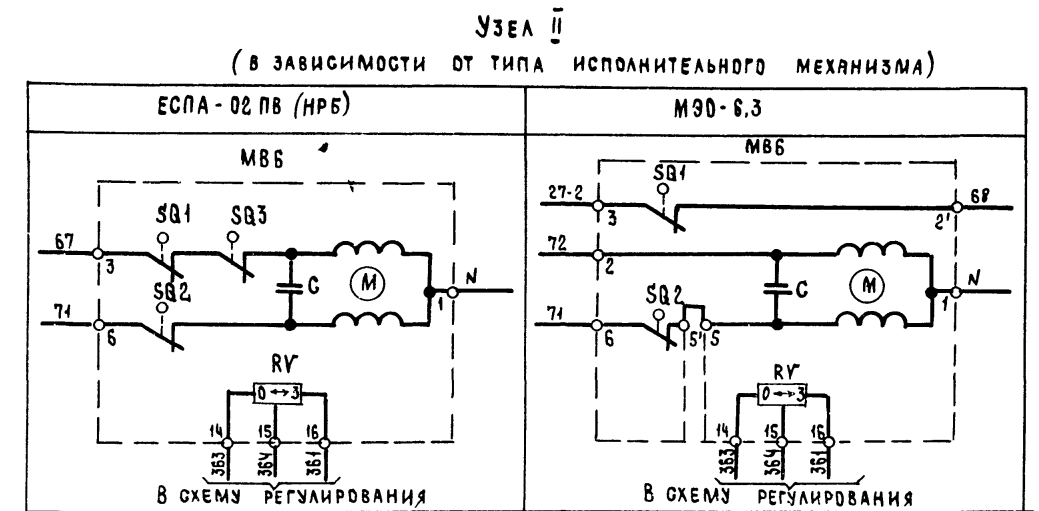 УЗЕЛ II
(В ЗАВИСИМОСТИ ОТ ТИПА ИСПОЛНИТЕЛЬНОГО МЕХАНИЗМА)
ЕСПА-02 ПВ (НРБ)
МЭО-6,3
МВ6
SQ1
SQ3
67
3
SQ2
C
M
N
1
71
6
RV
0↔3
14
15
16
363
364
361
В СХЕМУ РЕГУЛИРОВАНИЯ
МВ6
SQ1
27-2
3
68
2'
72
2
SQ2
C
M
N
1
71
6
5'
5
RV
0↔3
14
15
16
363
364
361
В СХЕМУ РЕГУЛИРОВАНИЯ